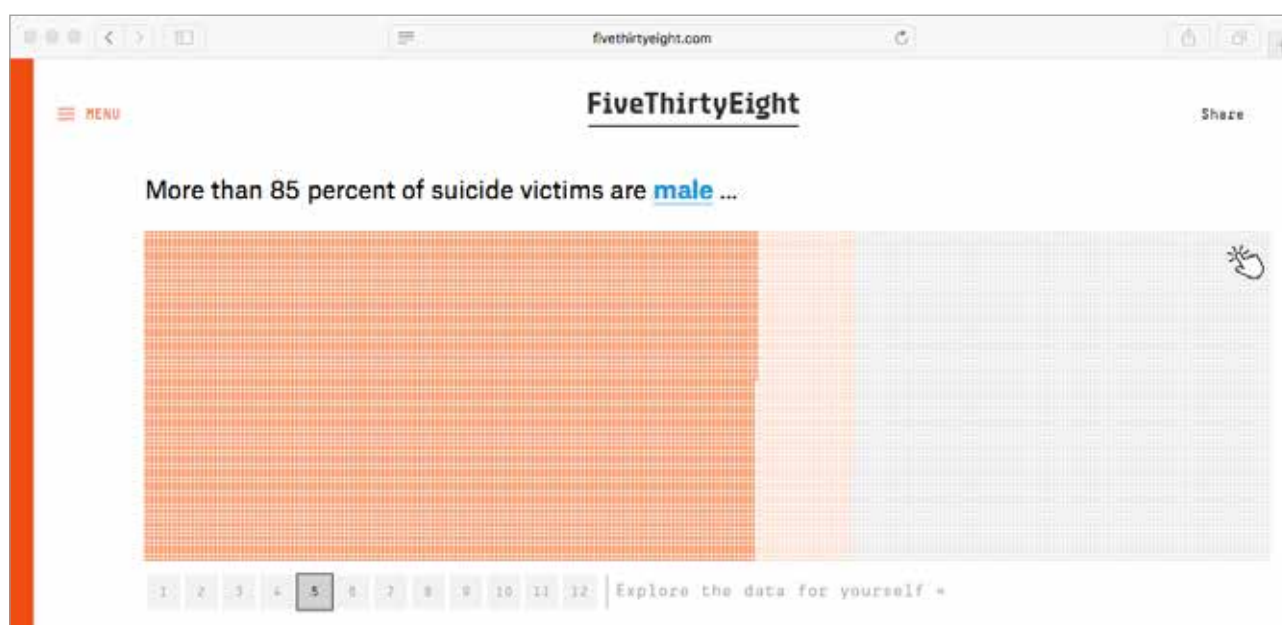 fivethirtyeight.com
MENU
FiveThirtyEight
Share
More than 85 percent of suicide victims are male ...
1 2 3 4 5 6 7 8 9 10 11 12 Explore the data for yourself »